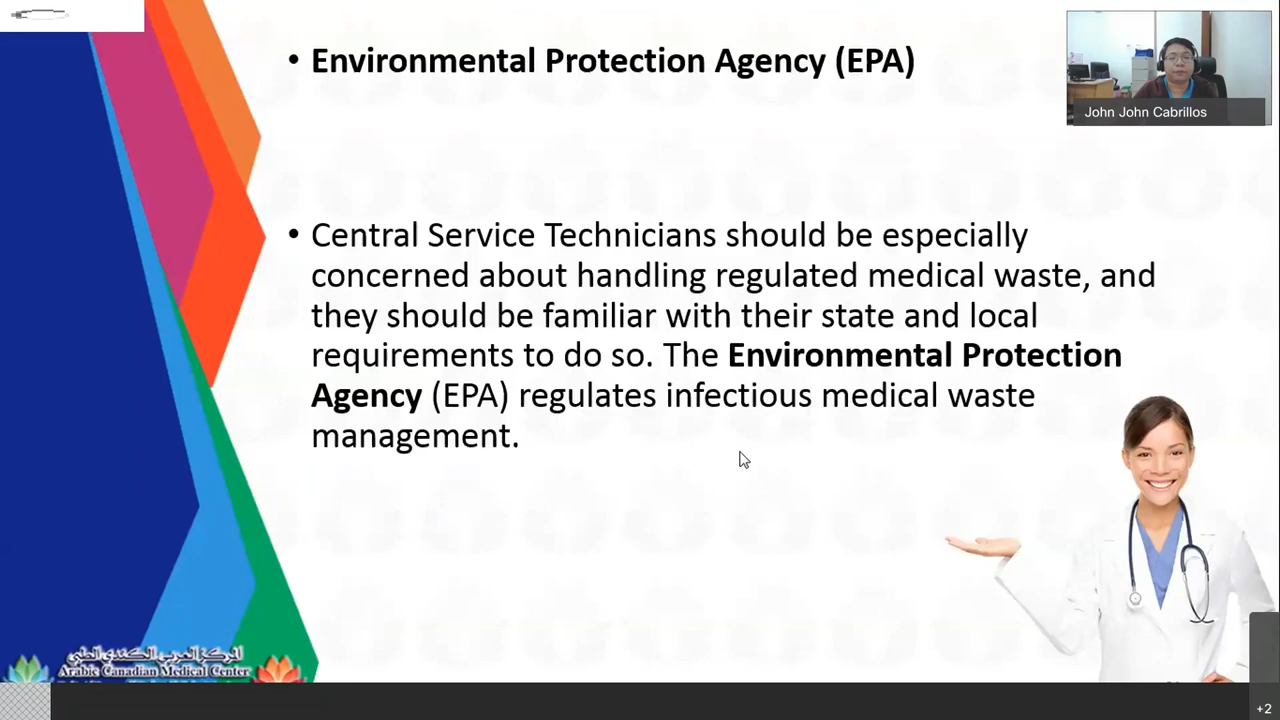 • Environmental Protection Agency (EPA)
John John Cabrillos
• Central Service Technicians should be especially
concerned about handling regulated medical waste, and
they should be familiar with their state and local
requirements to do so. The Environmental Protection
Agency (EPA) regulates infectious medical waste
management.
المركز العربي الكندي الطبي
Arabic Canadian Medical Center
+2